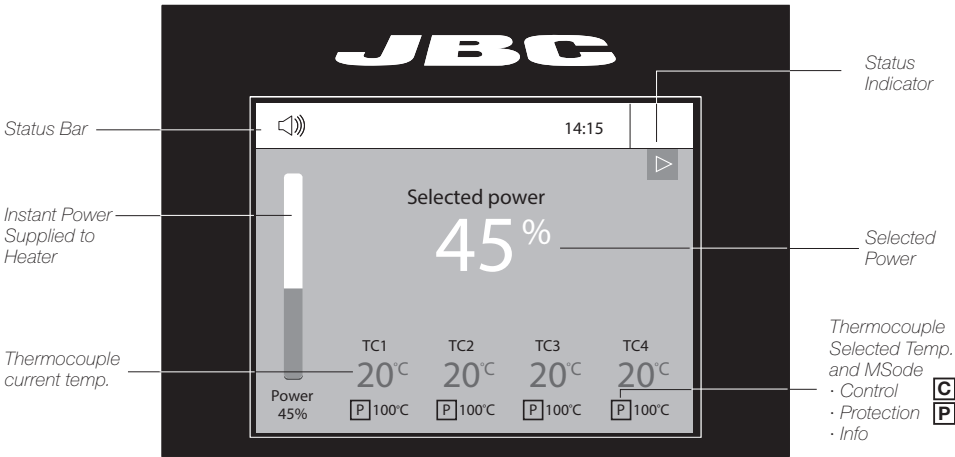 JBC
Status
Indicator
Status Bar
14:15
Selected power
45%
Instant Power
Supplied to
Heater
Selected
Power
Thermocouple
current temp.
TC1 TC2 TC3 TC4
20°C 20°C 20°C 20°C
P 100°C P 100°C P 100°C P 100°C
Power
45%
Thermocouple
Selected Temp.
and MSode
· Control C
· Protection P
· Info